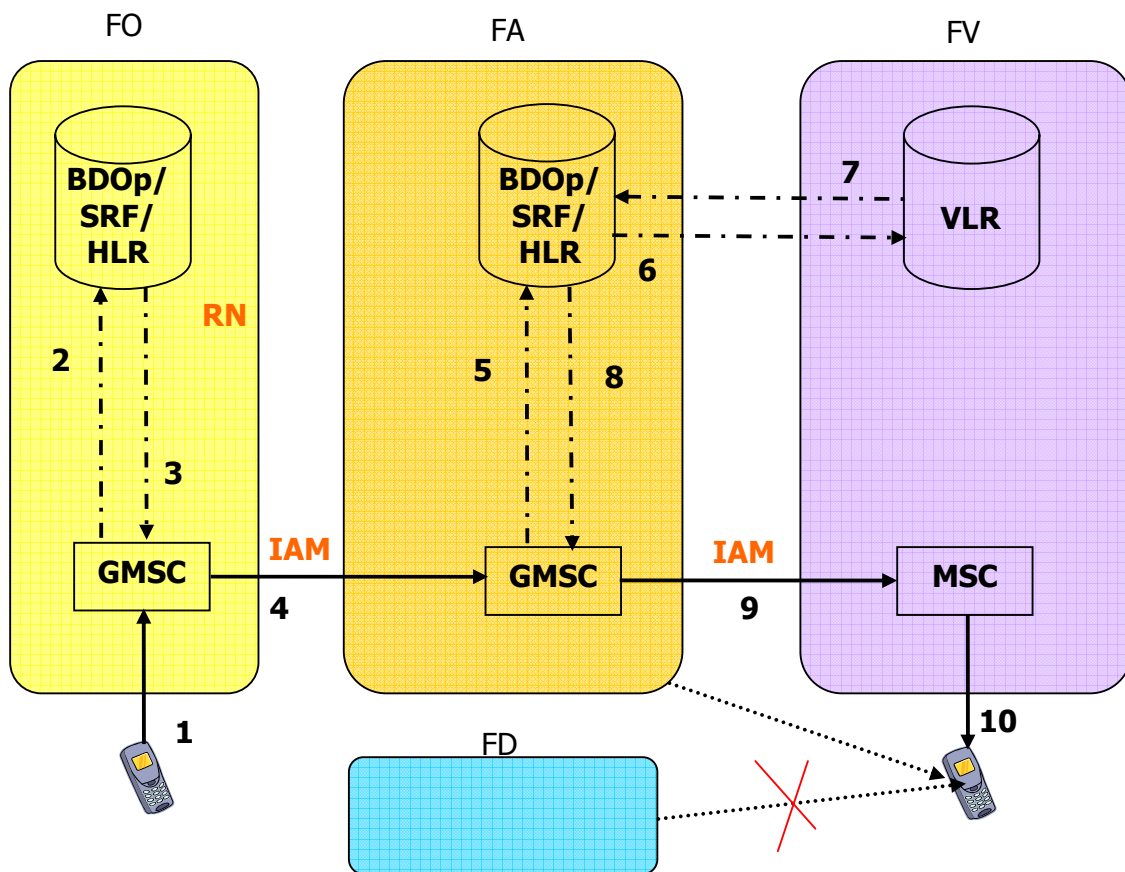 FO
FA
FV
BDOp/
SRF/
HLR
BDOp/
SRF/
HLR
VLR
7
6
RN
2
3
5
8
GMSC
IAM
4
GMSC
IAM
9
MSC
1
10
FD